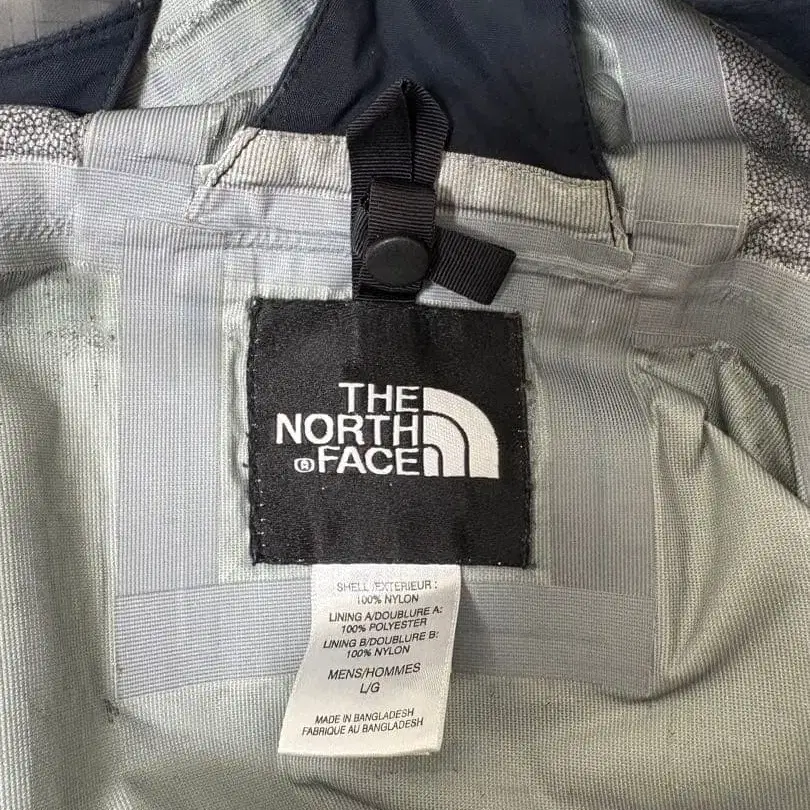 THE
NORTH
® FACE
SHELL /EXTERIEUR :
100% NYLON
LINING A/DOUBLURE A:
100% POLYESTER
LINING B/DOUBLURE B:
100% NYLON
MENS/HOMMES
L/G
MADE IN BANGLADESH
FABRIQUE AU BANGLADESH